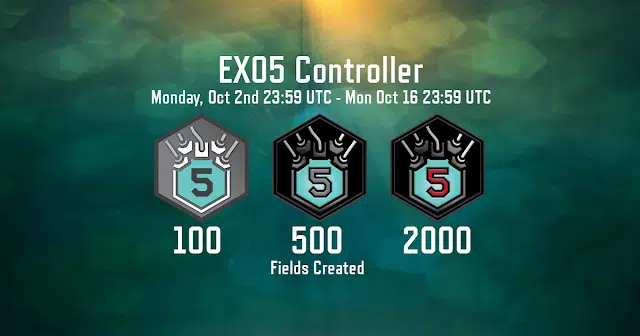 EXO5 Controller
Monday, Oct 2nd 23:59 UTC - Mon Oct 16 23:59 UTC
5 5 5
100 500 2000
Fields Created